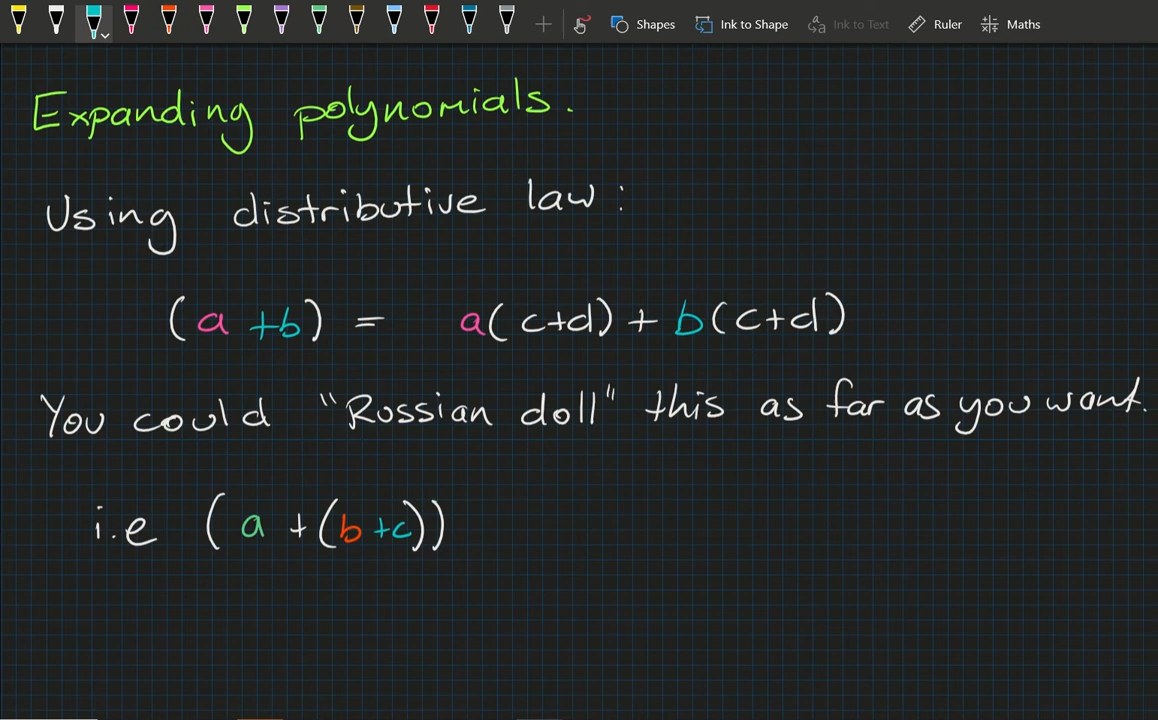 Shapes Ink to Shape Ink to Text Ruler Maths
Expanding polynomials.
Using distributive law:
(a +b) = a(c+d) + b(c+d)
You could "Russian doll" this as far as you want.
i.e (a +(b+c))